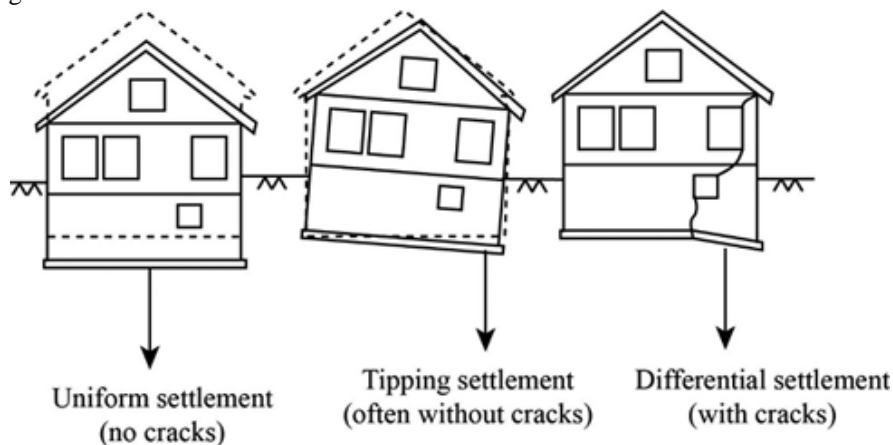 Uniform settlement
(no cracks)
Tipping settlement
(often without cracks)
Differential settlement
(with cracks)